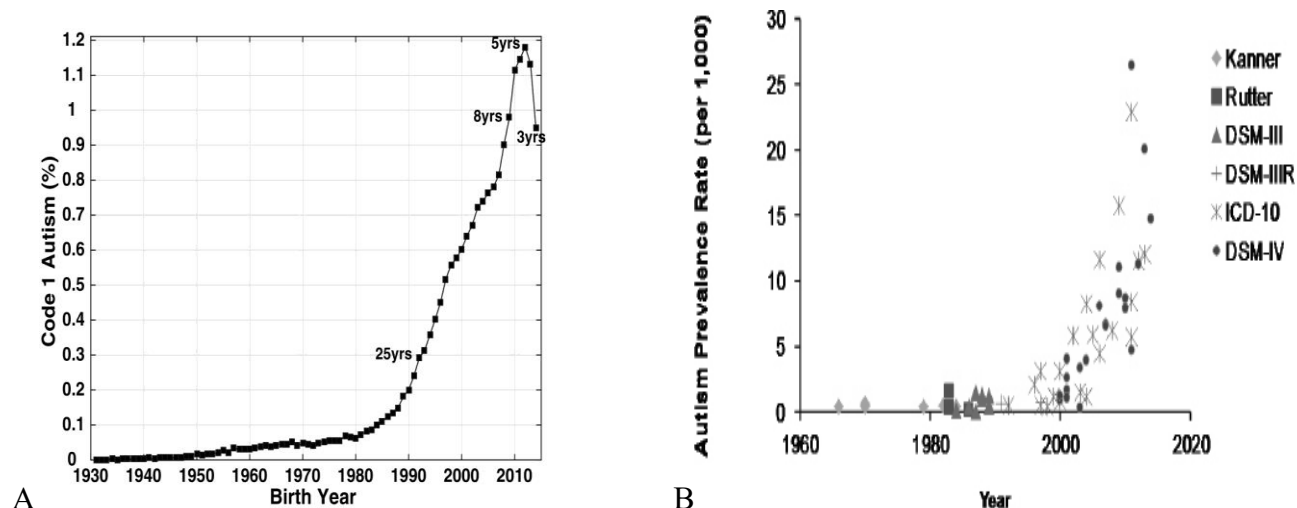 1.2
1.1
1
0.9
0.8
0.7
0.6
0.5
0.4
0.3
0.2
0.1
0
Code 1 Autism (%)
5yrs
8yrs
3yrs
25yrs
1930 1940 1950 1960 1970 1980 1990 2000 2010
Birth Year
A
30
25
20
15
10
5
0
Autism Prevalence Rate (per 1,000)
Kanner
Rutter
DSM-III
DSM-IIIR
ICD-10
DSM-IV
1960 1980 2000 2020
Year
B